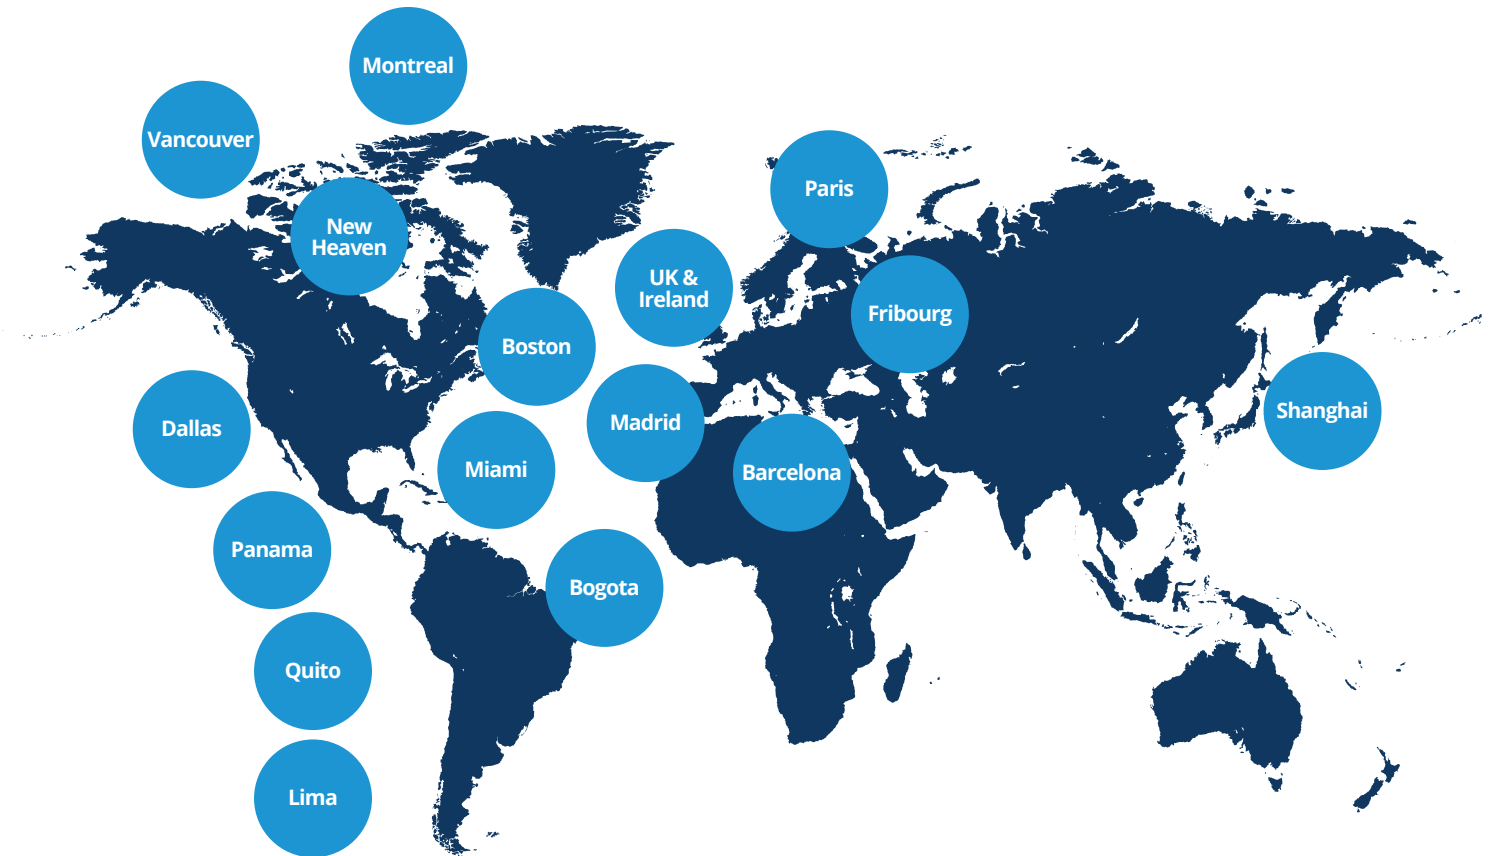 Montreal
Vancouver
Paris
New
Heaven
UK &
Ireland
Fribourg
Boston
Shanghai
Madrid
Dallas
Miami
Barcelona
Panama
Bogota
Quito
Lima